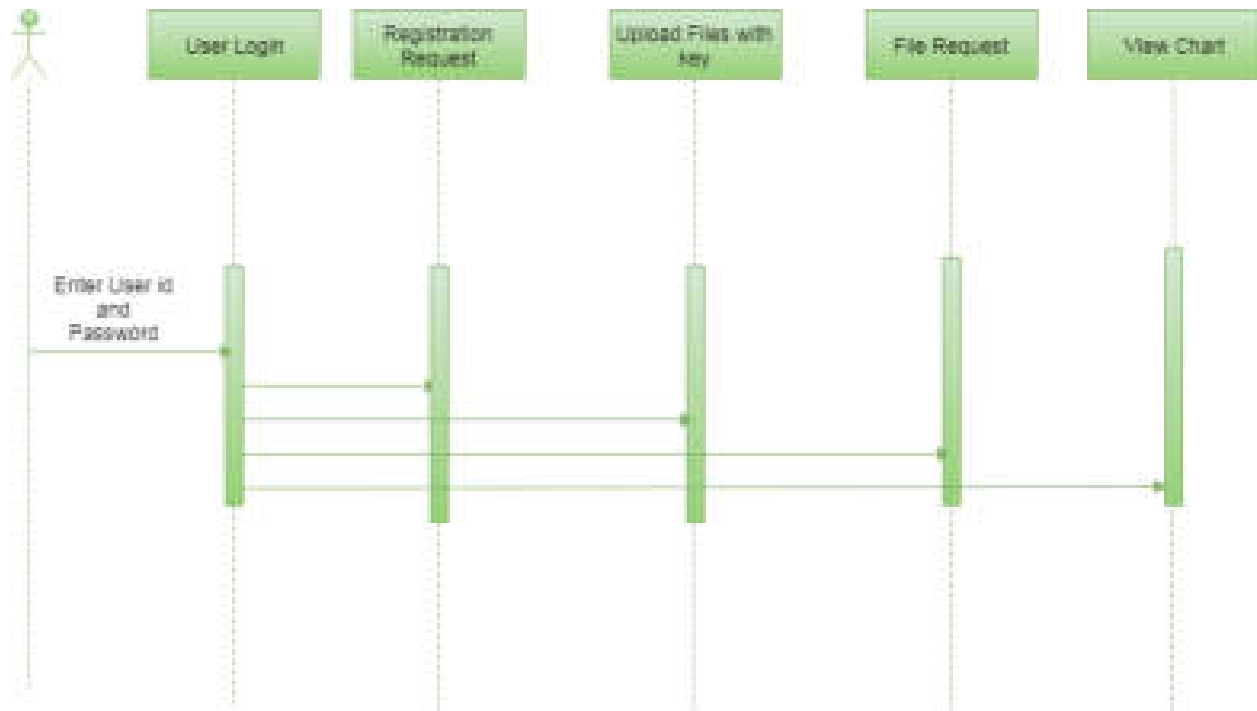 User Login
Registration
Request
Upload Files with
key
File Request
View Chart
Enter User id
and
Password